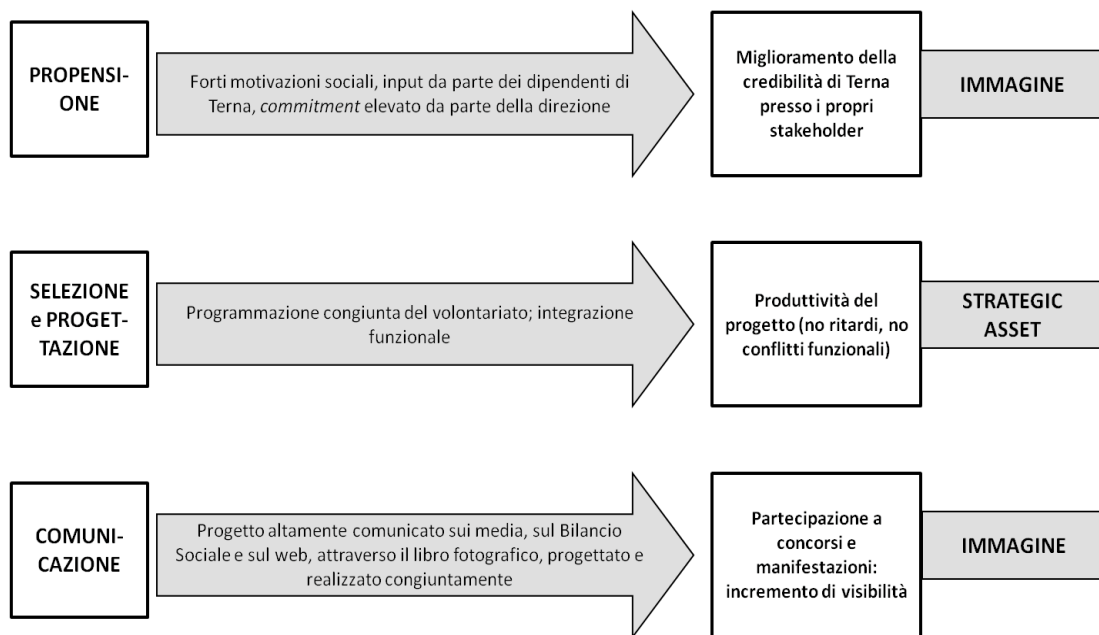 PROPENSI-
ONE
Forti motivazioni sociali, input da parte dei dipendenti di
Terna, commitment elevato da parte della direzione
Miglioramento della
credibilità di Terna
presso i propri
stakeholder
IMMAGINE
SELEZIONE
e PROGET-
TAZIONE
Programmazione congiunta del volontariato; integrazione
funzionale
Produttività del
progetto (no ritardi, no
conflitti funzionali)
STRATEGIC
ASSET
COMUNI-
CAZIONE
Progetto altamente comunicato sui media, sul Bilancio
Sociale e sul web, attraverso il libro fotografico, progettato e
realizzato congiuntamente
Partecipazione a
concorsi e
manifestazioni:
incremento di visibilità
IMMAGINE